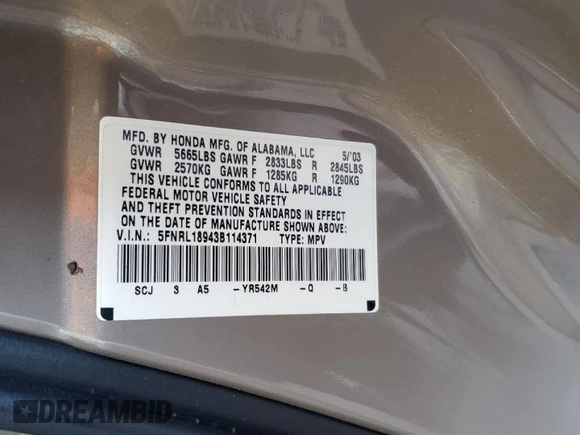 MFD. BY HONDA MFG. OF ALABAMA, LLC 5/'03
GVWR 5665LBS GAWR F 2833LBS R 2845LBS
GVWR 2570KG GAWR F 1285KG R 1290KG
THIS VEHICLE CONFORMS TO ALL APPLICABLE
FEDERAL MOTOR VEHICLE SAFETY
AND THEFT PREVENTION STANDARDS IN EFFECT
ON THE DATE OF MANUFACTURE SHOWN ABOVE.
V.I.N.: 5FNRL18943B114371 TYPE: MPV
SCJ 3 A5 -YR542M -Q -B
DREAMBID